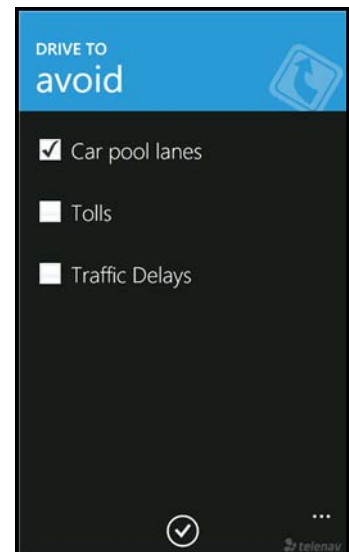 DRIVE TO
avoid
Car pool lanes
Tolls
Traffic Delays
...
telenav